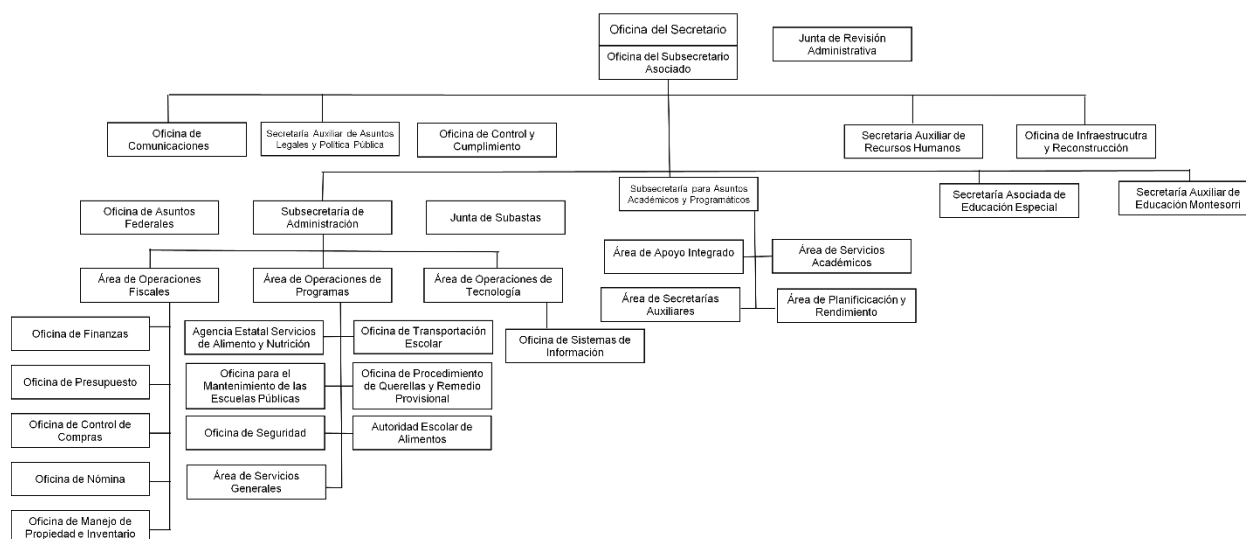 Oficina del Secretario
Oficina del Subsecretario
Asociado
Junta de Revisión
Administrativa
Oficina de
Comunicaciones
Secretaría Auxiliar de Asuntos
Legales y Política Pública
Oficina de Control y
Cumplimiento
Secretaria Auxiliar de
Recursos Humanos
Oficina de Infraestrucutra
y Reconstrucción
Oficina de Asuntos
Federales
Subsecretaría de
Administración
Junta de Subastas
Subsecretaría para Asuntos
Académicos y Programáticos
Secretaría Asociada de
Educación Especial
Secretaría Auxiliar de
Educación Montesorri
Área de Operaciones
Fiscales
Área de Operaciones de
Programas
Área de Operaciones de
Tecnología
Área de Apoyo Integrado
Área de Servicios
Académicos
Área de Secretarías
Auxiliares
Área de Planificicación y
Rendimiento
Oficina de Finanzas
Agencia Estatal Servicios
de Alimento y Nutrición
Oficina de Transportación
Escolar
Oficina de Sistemas de
Información
Oficina de Presupuesto
Oficina para el
Mantenimiento de las
Escuelas Públicas
Oficina de Procedimiento
de Querellas y Remedio
Provisional
Oficina de Control de
Compras
Oficina de Seguridad
Autoridad Escolar de
Alimentos
Oficina de Nómina
Área de Servicios
Generales
Oficina de Manejo de
Propiedad e Inventario